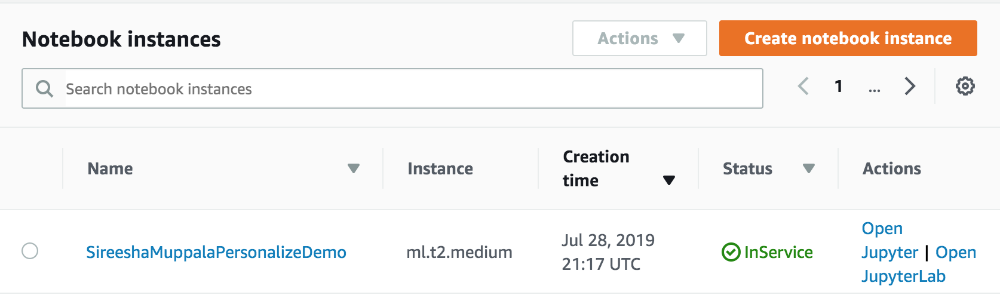 Notebook instances
Actions
Create notebook instance
Search notebook instances
1
...
Name
Instance
Creation
time
Status
Actions
SireeshaMuppalaPersonalizeDemo
ml.t2.medium
Jul 28, 2019
21:17 UTC
InService
Open
Jupyter | Open
JupyterLab